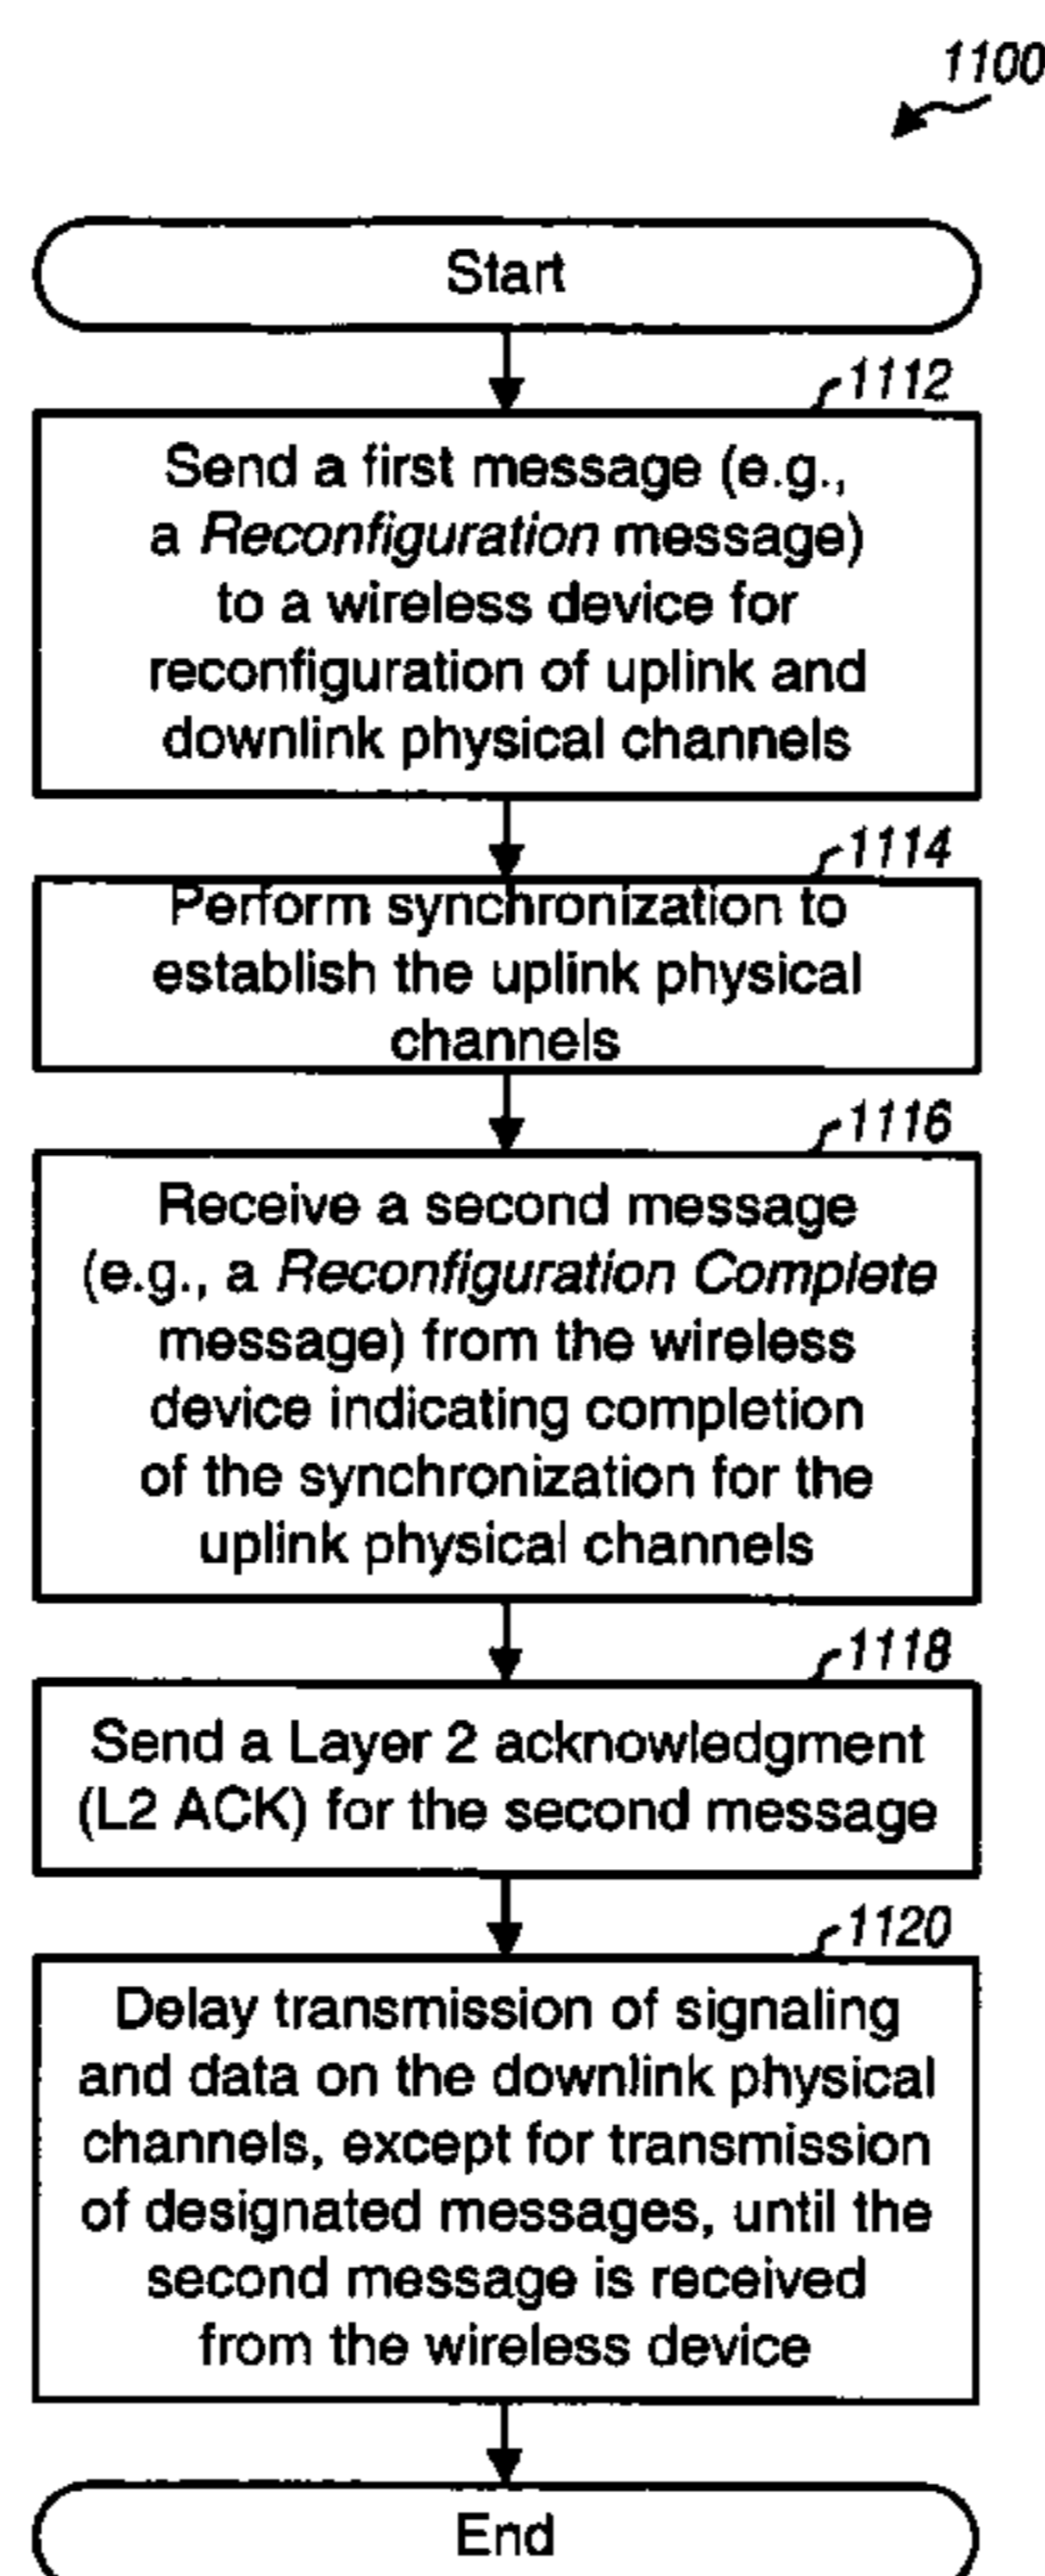 1100
Start
1112
Send a first message (e.g.,
a Reconfiguration message)
to a wireless device for
reconfiguration of uplink and
downlink physical channels
1114
Perform synchronization to
establish the uplink physical
channels
1116
Receive a second message
(e.g., a Reconfiguration Complete
message) from the wireless
device indicating completion
of the synchronization for the
uplink physical channels
1118
Send a Layer 2 acknowledgment
(L2 ACK) for the second message
1120
Delay transmission of signaling
and data on the downlink physical
channels, except for transmission
of designated messages, until the
second message is received
from the wireless device
End